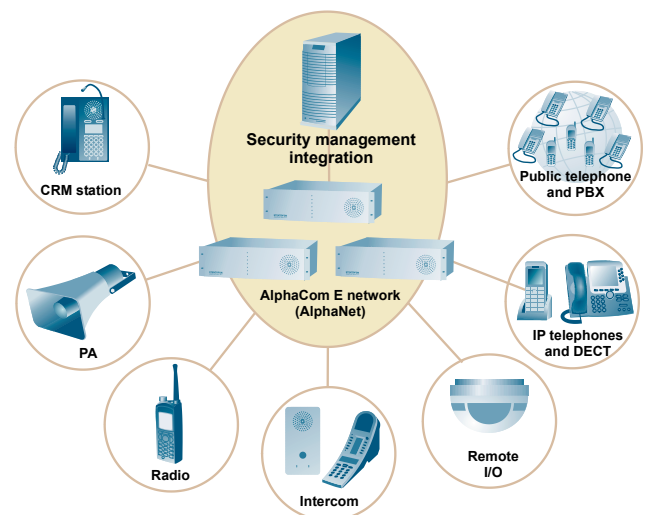 Security management
integration
CRM station
Public telephone
and PBX
AlphaCom E network
(AlphaNet)
PA
IP telephones
and DECT
Radio
Intercom
Remote
I/O